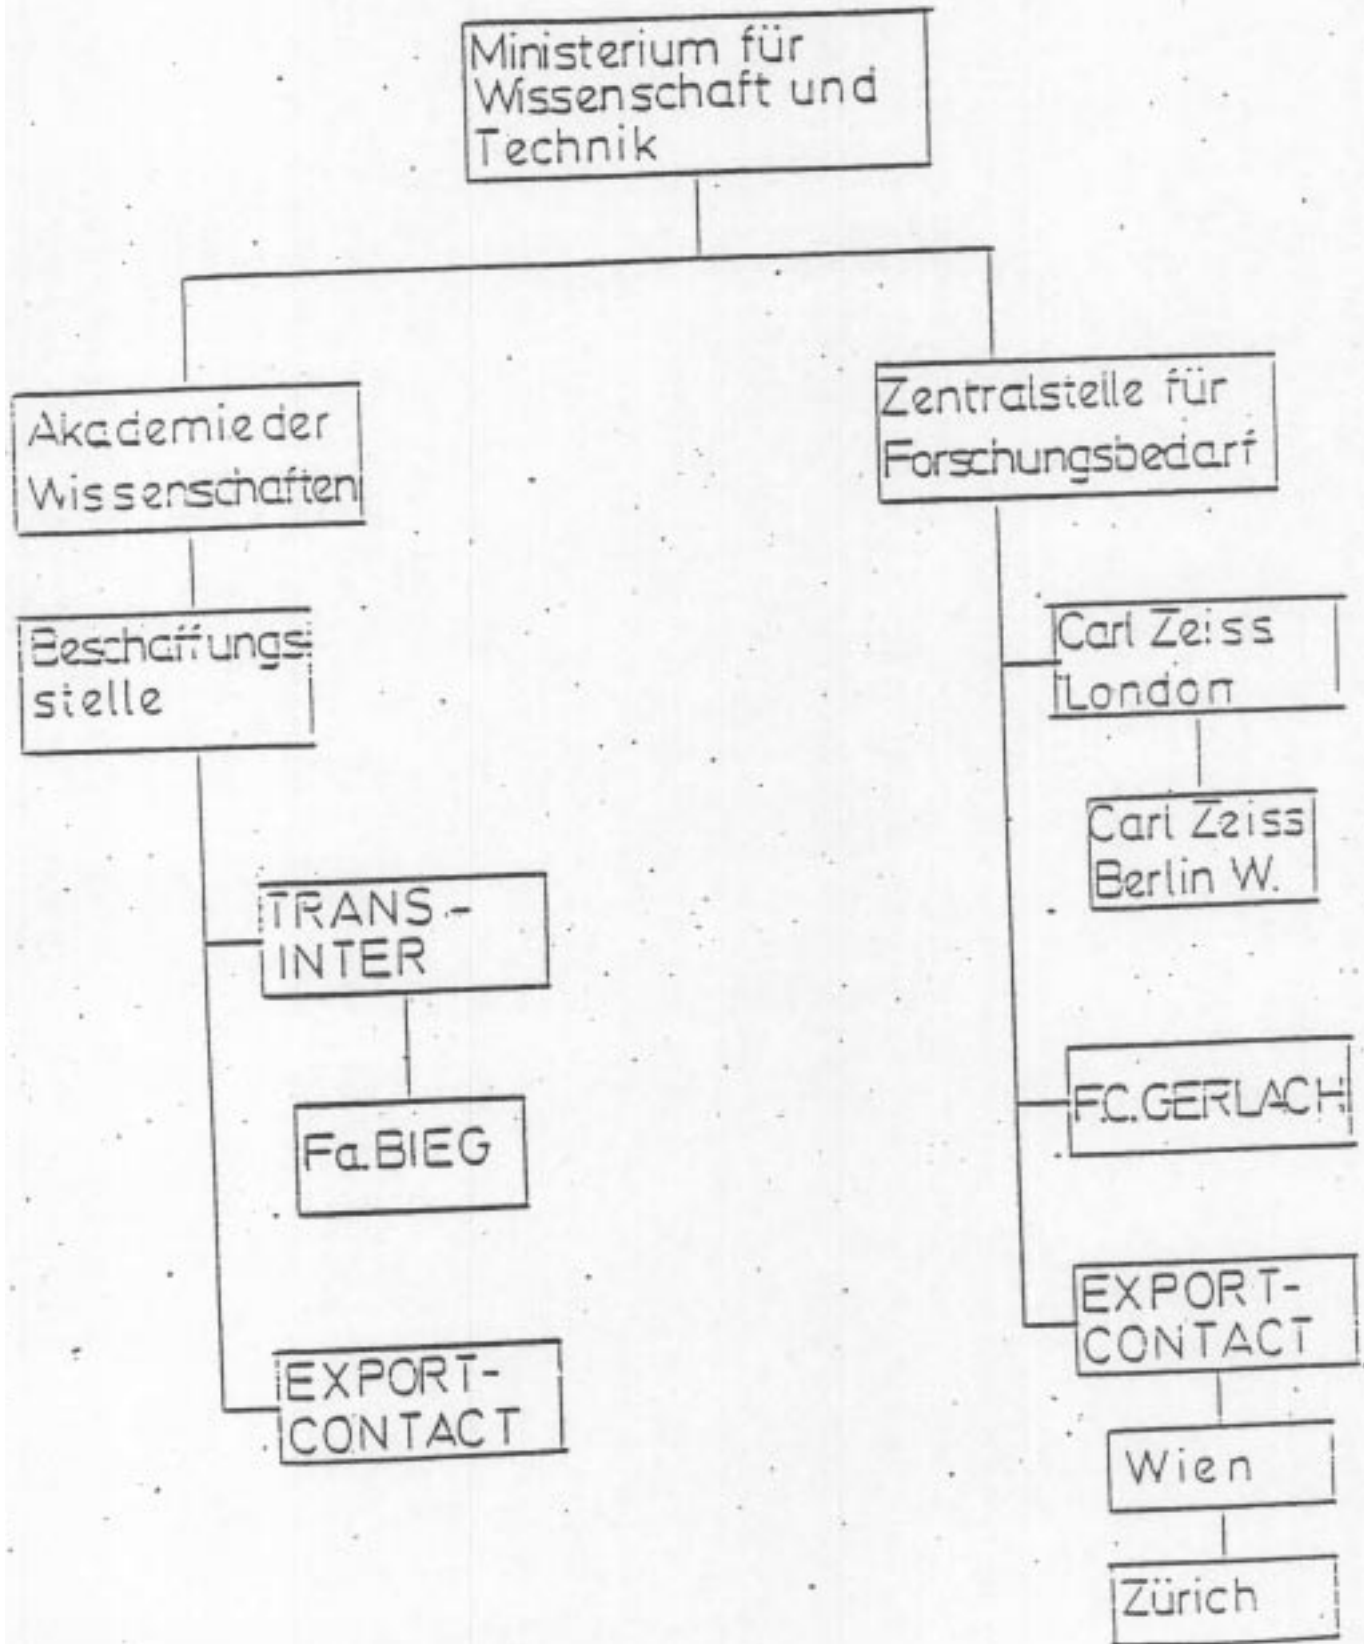 Ministerium für
Wissenschaft und
Technik
Akademie der
Wissenschaften
Beschaffungs-
stelle
TRANS-
INTER
Fa. BIEG
EXPORT-
CONTACT
Zentralstelle für
Forschungsbedarf
Carl Zeiss
London
Carl Zeiss
Berlin W.
F.C. GERLACH
EXPORT-
CONTACT
Wien
Zürich